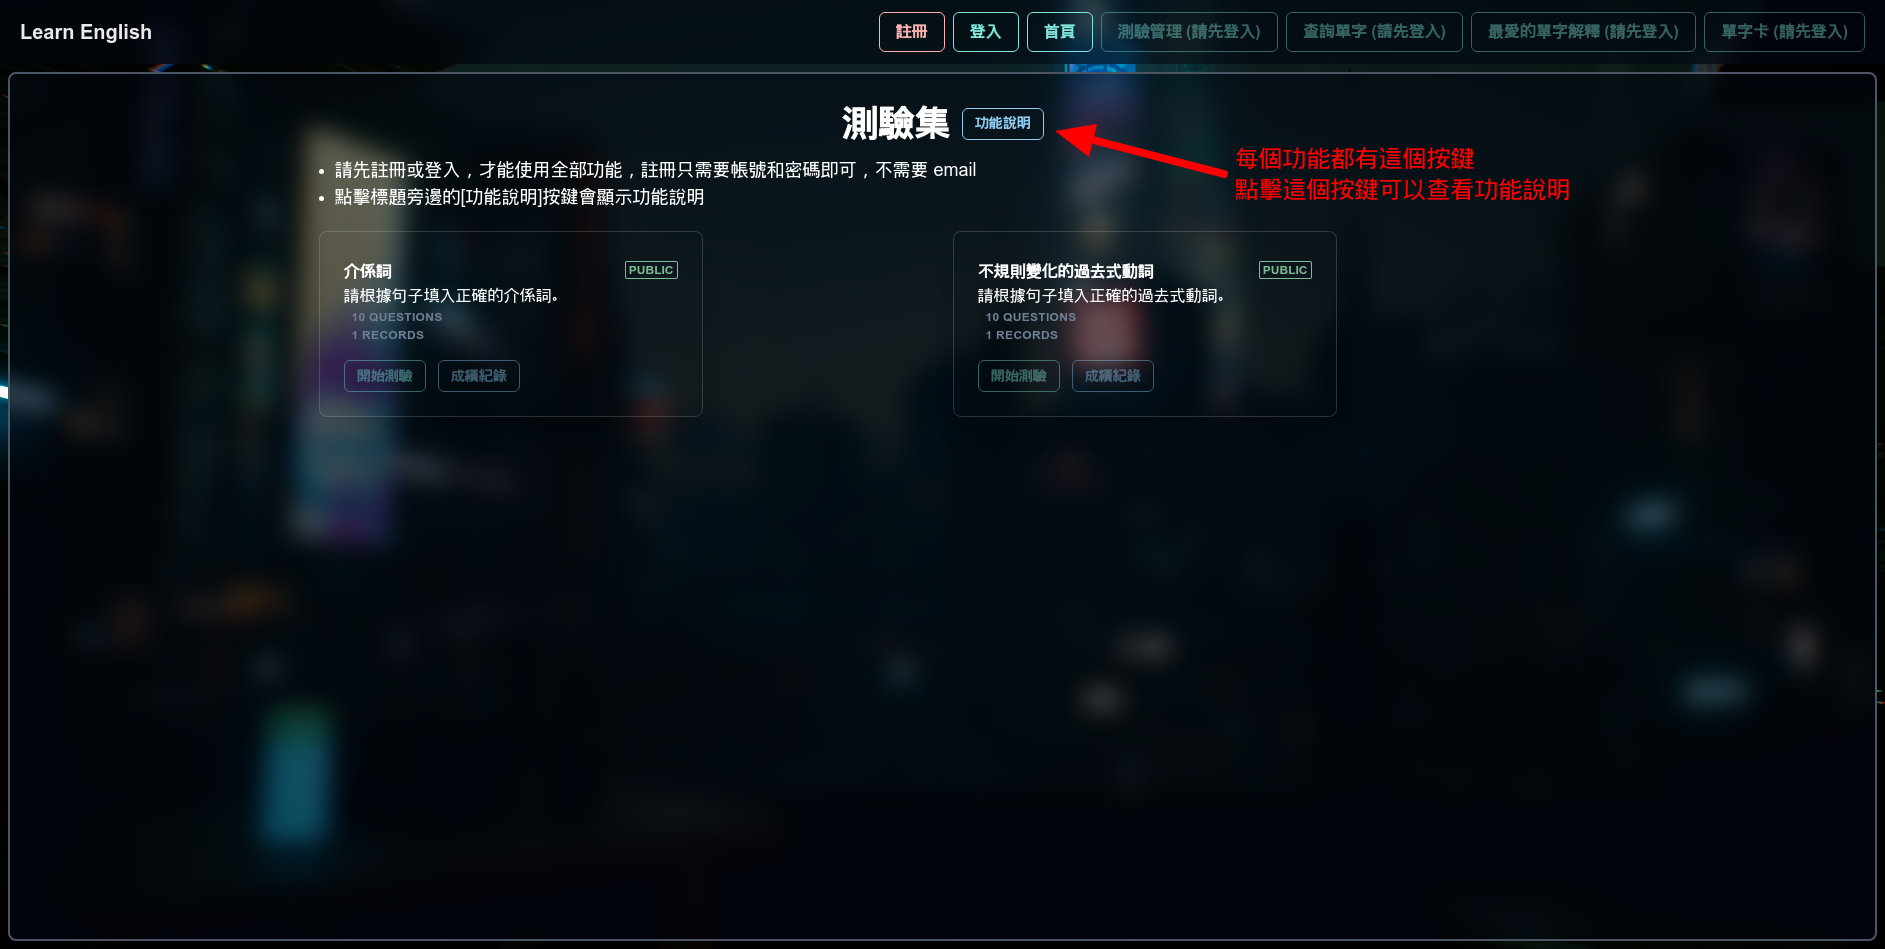 Learn English
註冊
登入
首頁
測驗管理 (請先登入)
查詢單字 (請先登入)
最愛的單字解釋 (請先登入)
單字卡 (請先登入)
測驗集
功能說明
每個功能都有這個按鍵
點擊這個按鍵可以查看功能說明
請先註冊或登入，才能使用全部功能，註冊只需要帳號和密碼即可，不需要 email
點擊標題旁邊的[功能說明]按鍵會顯示功能說明
介係詞
PUBLIC
請根據句子填入正確的介係詞。
10 QUESTIONS
1 RECORDS
開始測驗
成績紀錄
不規則變化的過去式動詞
PUBLIC
請根據句子填入正確的過去式動詞。
10 QUESTIONS
1 RECORDS
開始測驗
成績紀錄